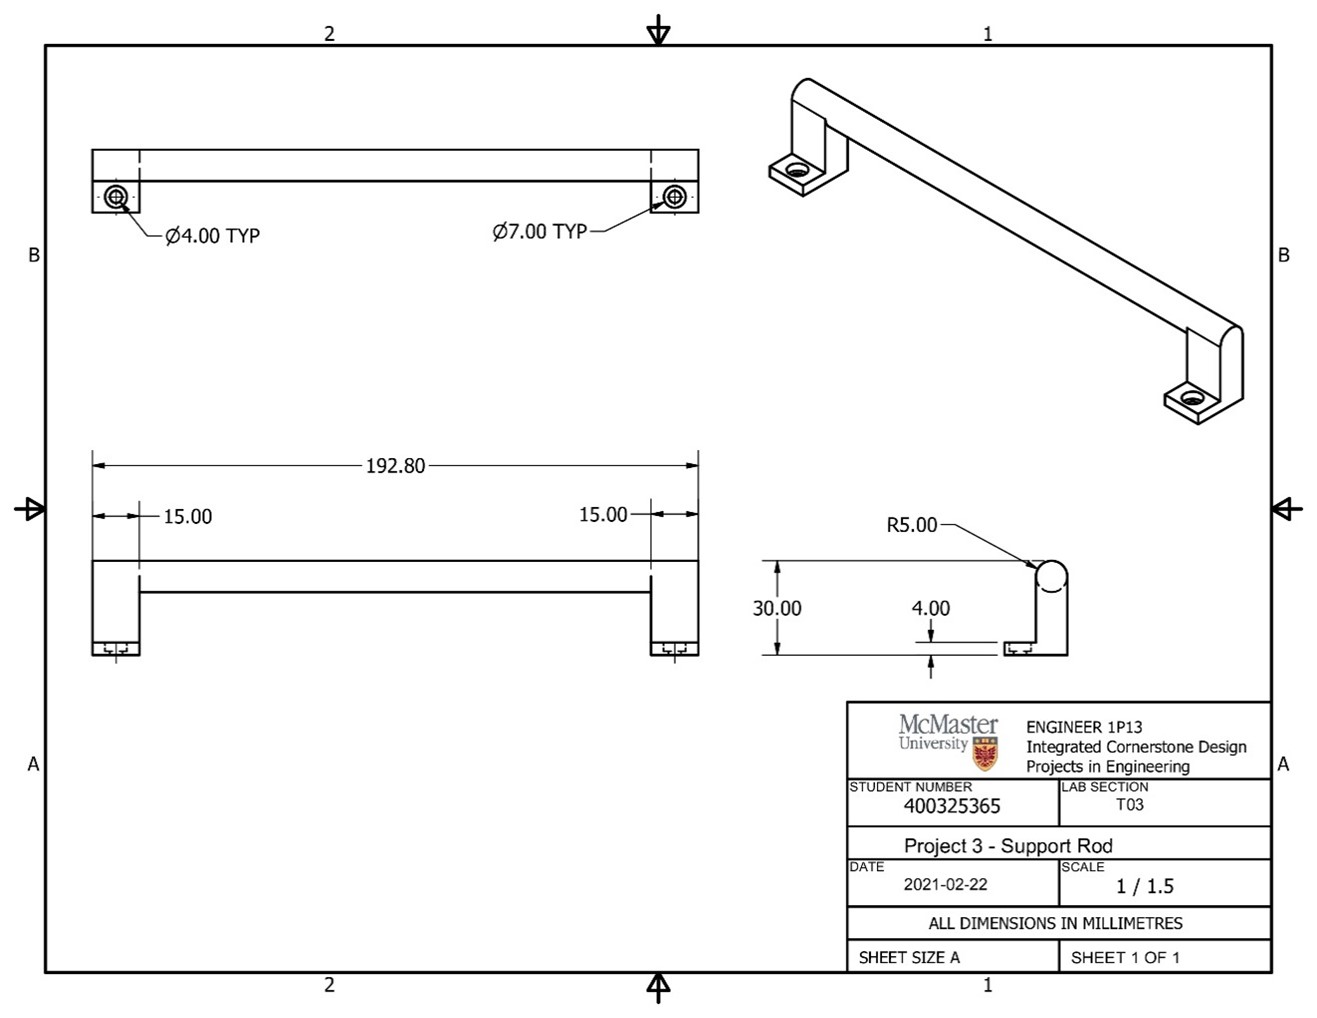 2
1
B
B
Ø4.00 TYP
Ø7.00 TYP
192.80
15.00
15.00
R5.00
30.00
4.00
A
A
McMaster
University
ENGINEER 1P13
Integrated Cornerstone Design
Projects in Engineering
STUDENT NUMBER
400325365
LAB SECTION
T03
Project 3 - Support Rod
DATE
2021-02-22
SCALE
1 / 1.5
ALL DIMENSIONS IN MILLIMETRES
SHEET SIZE A
SHEET 1 OF 1
2
1